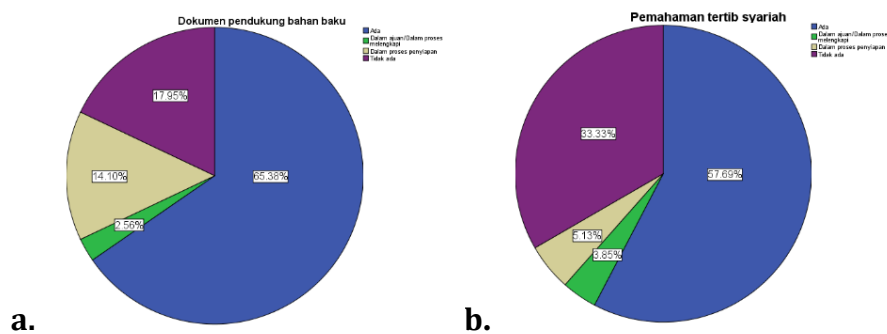 Dokumen pendukung bahan baku
Ada
Dalam ajuan/Dalam proses
melengkapi
Dalam proses penyiapan
Tidak ada
17.95%
14.10%
2.56%
65.38%
a.
Pemahaman tertib syariah
Ada
Dalam ajuan/Dalam proses
melengkapi
Dalam proses penyiapan
Tidak ada
33.33%
57.69%
5.13%
3.85%
b.